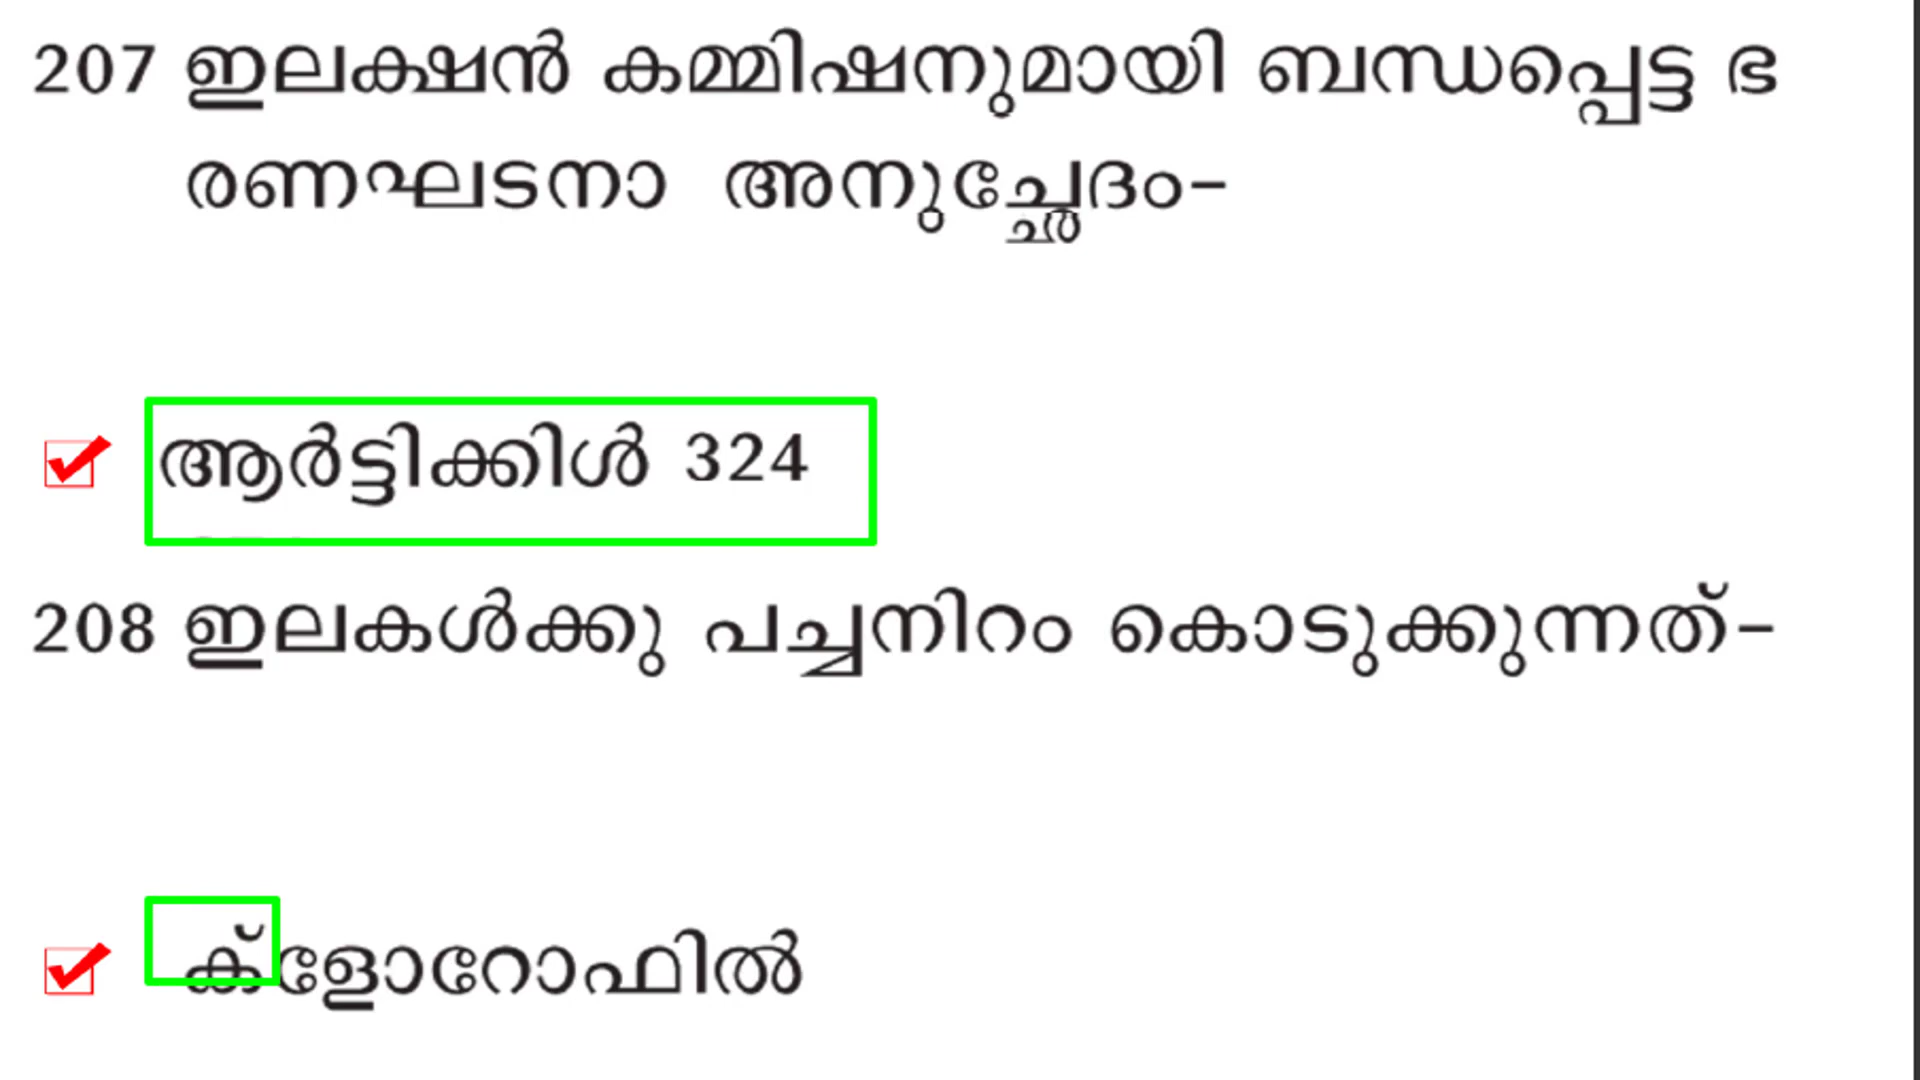 207 ഇലക്ഷൻ കമ്മിഷനുമായി ബന്ധപ്പെട്ട ഭ
രണഘടനാ അനുച്ഛേദം-
ആർട്ടിക്കിൾ 324
208 ഇലകൾക്കു പച്ചനിറം കൊടുക്കുന്നത്-
ക്ളോറോഫിൽ